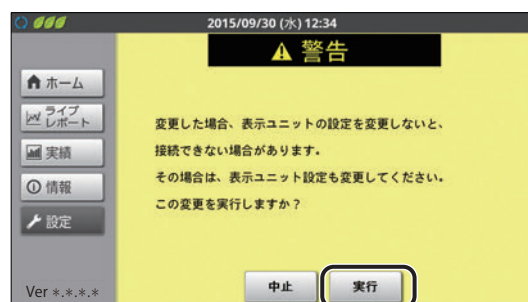 2015/09/30 (水) 12:34
警告
ホーム
ライブ
レポート
実績
情報
設定
変更した場合、表示ユニットの設定を変更しないと、
接続できない場合があります。
その場合は、表示ユニット設定も変更してください。
この変更を実行しますか？
中止 実行
Ver *.*.*.*